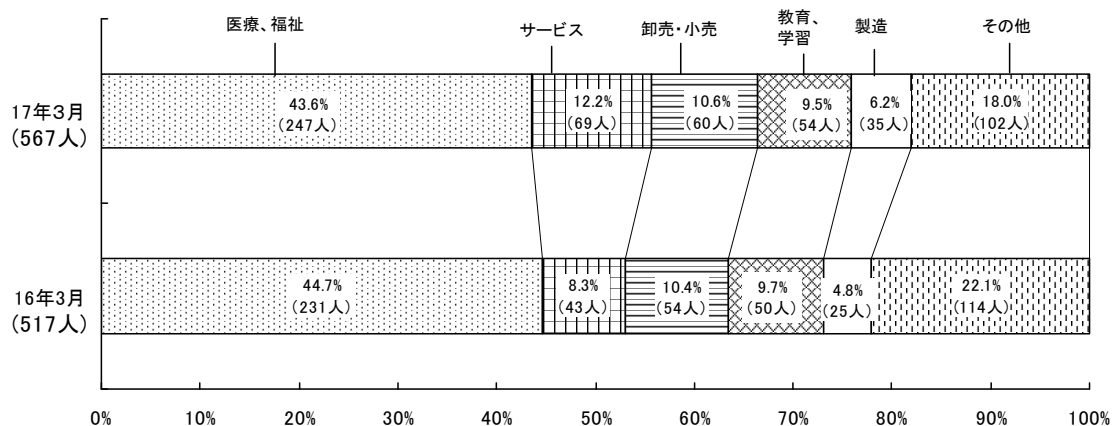 医療、福祉
サービス
卸売・小売
教育、
学習
製造
その他
17年3月
(567人)
43.6%
(247人)
12.2%
(69人)
10.6%
(60人)
9.5%
(54人)
6.2%
(35人)
18.0%
(102人)
16年3月
(517人)
44.7%
(231人)
8.3%
(43人)
10.4%
(54人)
9.7%
(50人)
4.8%
(25人)
22.1%
(114人)
0%
10%
20%
30%
40%
50%
60%
70%
80%
90%
100%